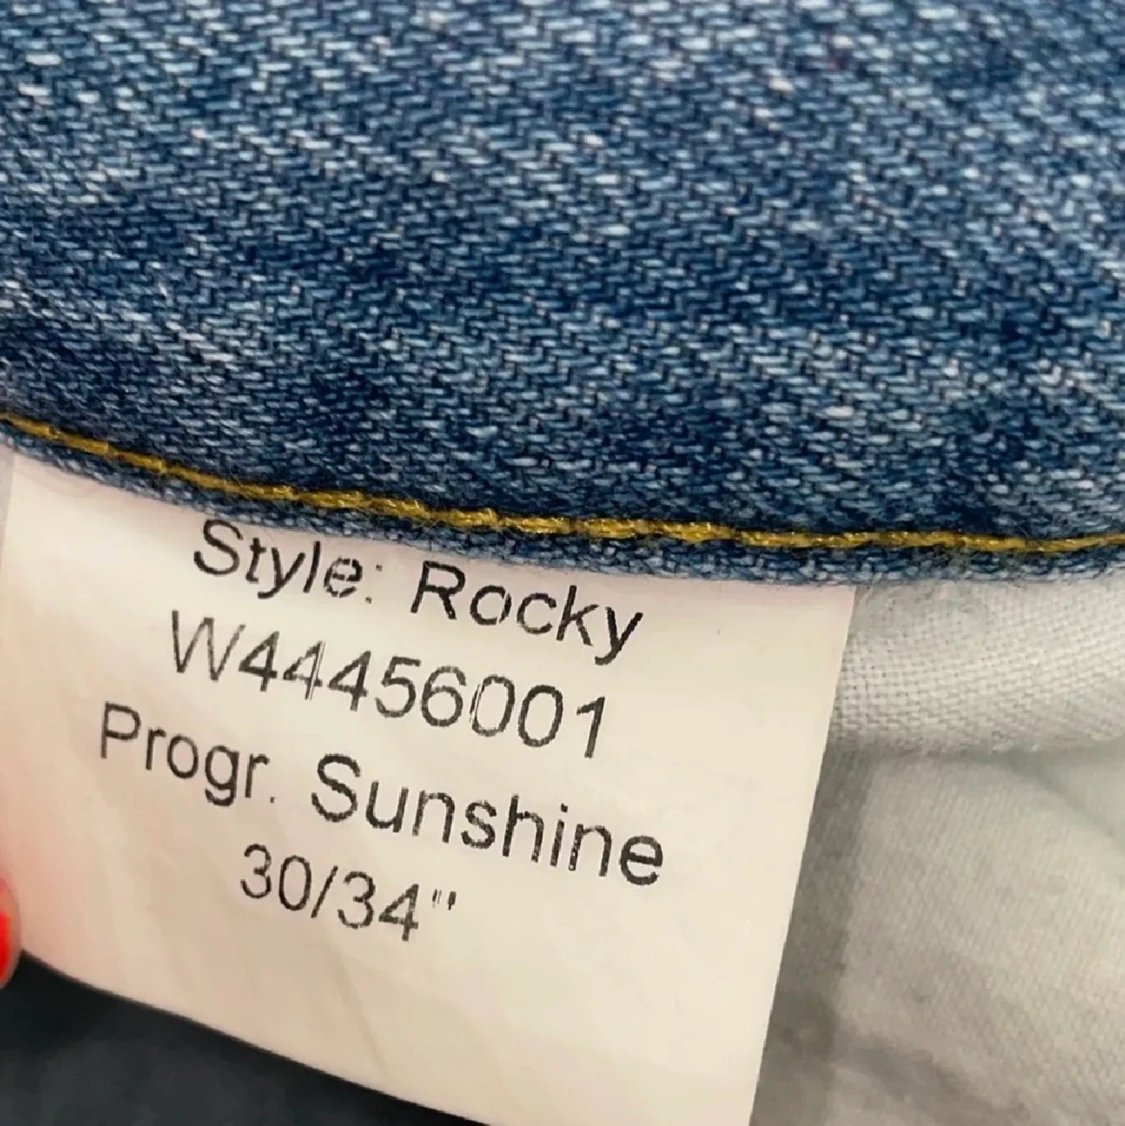 Style: Rocky
W44456001
Progr. Sunshine
30/34"